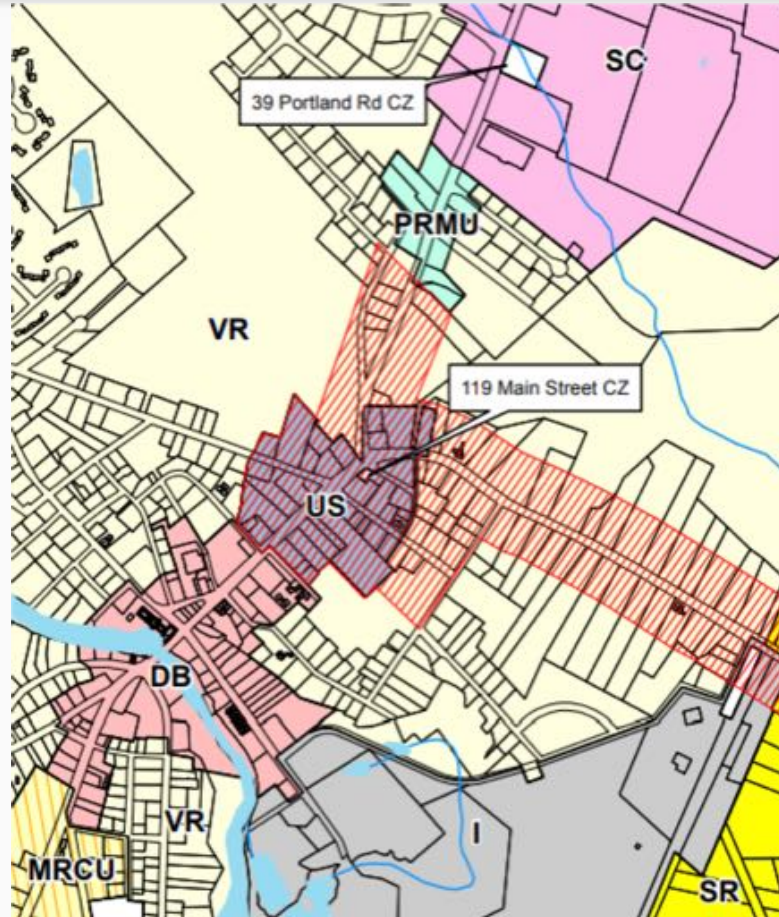 SC
39 Portland Rd CZ
PRMU
VR
119 Main Street CZ
US
DB
VR
I
MRCU
SR